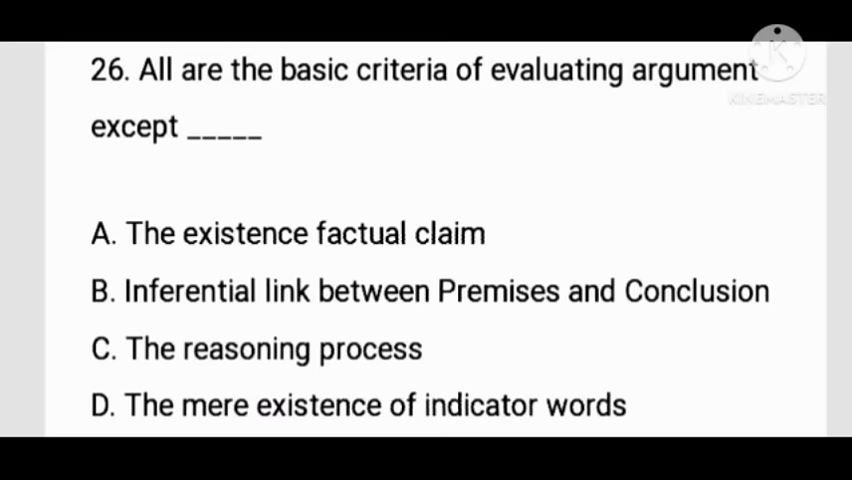 26. All are the basic criteria of evaluating argument
except _____
A. The existence factual claim
B. Inferential link between Premises and Conclusion
C. The reasoning process
D. The mere existence of indicator words
K
KINEMASTER